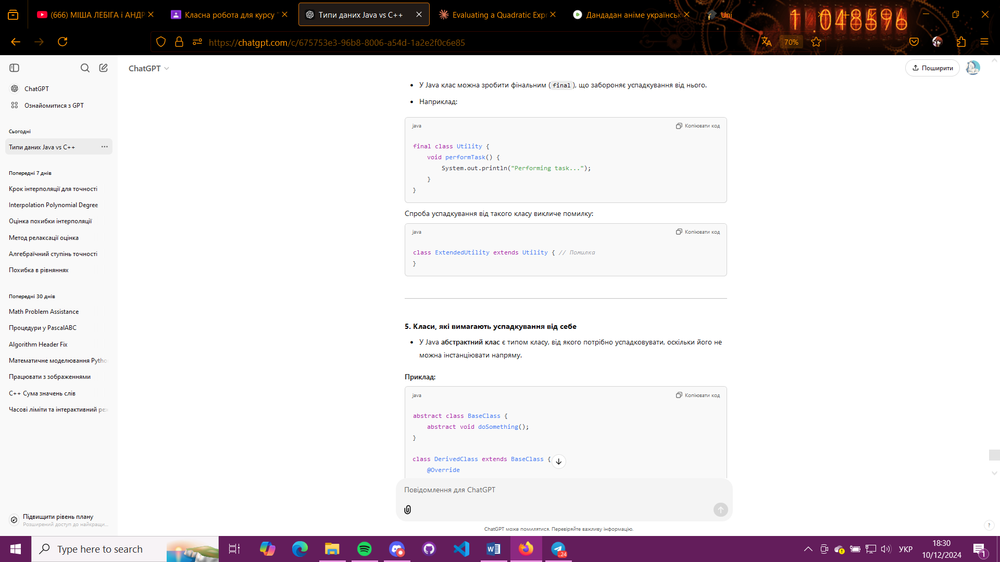 (666) МІША ЛЕБІГА і АНДР
Класна робота для курсу "
Типи даних Java vs C++
Evaluating a Quadratic Expr
Дандадан аніме українськ
Uni
https://chatgpt.com/c/675753e3-96b8-8006-a54d-1a2e2f0c6e85
70%
ChatGPT
Поширити
ChatGPT
Ознайомитися з GPT
Сьогодні
Типи даних Java vs C++
Попередні 7 днів
Крок інтерполяції для точності
Interpolation Polynomial Degree
Оцінка похибки інтерполяції
Метод релаксації оцінка
Алгебраїчний ступінь точності
Похибка в рівняннях
Попередні 30 днів
Math Problem Assistance
Процедури у PascalABC
Algorithm Header Fix
Математичне моделювання Pytho
Працювати з зображеннями
C++ Сума значень слів
Часові ліміти та інтерактивний реж
Підвищити рівень плану
Розширений доступ до найкращи...
У Java клас можна зробити фінальним (final), що забороняє успадкування від нього.
Наприклад:
java
Копіювати код
final class Utility {
void performTask() {
System.out.println("Performing task...");
}
}
Спроба успадкування від такого класу викличе помилку:
java
Копіювати код
class ExtendedUtility extends Utility { // Помилка
}
5. Класи, які вимагають успадкування від себе
У Java абстрактний клас є типом класу, від якого потрібно успадковувати, оскільки його не
можна інстанціювати напряму.
Приклад:
java
Копіювати код
abstract class BaseClass {
abstract void doSomething();
}
class DerivedClass extends BaseClass {
@Override
Повідомлення для ChatGPT
ChatGPT може помилятися. Перевіряйте важливу інформацію.
?
Type here to search
..24
УКР
18:30
10/12/2024
1